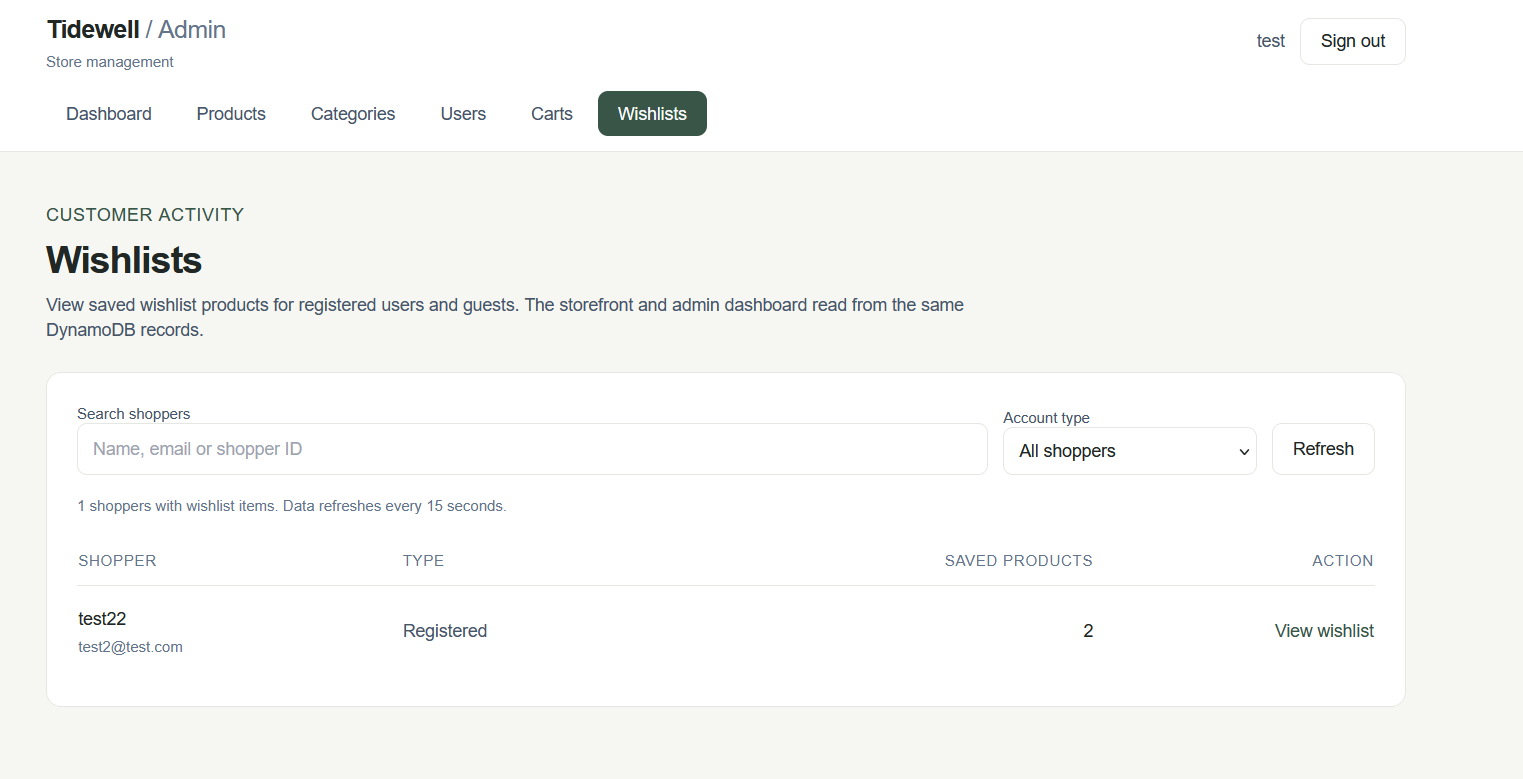 Tidewell / Admin
Store management
test
Sign out
Dashboard
Products
Categories
Users
Carts
Wishlists
CUSTOMER ACTIVITY
Wishlists
View saved wishlist products for registered users and guests. The storefront and admin dashboard read from the same
DynamoDB records.
Search shoppers
Name, email or shopper ID
Account type
All shoppers
Refresh
1 shoppers with wishlist items. Data refreshes every 15 seconds.
SHOPPER
TYPE
SAVED PRODUCTS
ACTION
test22
test2@test.com
Registered
2
View wishlist